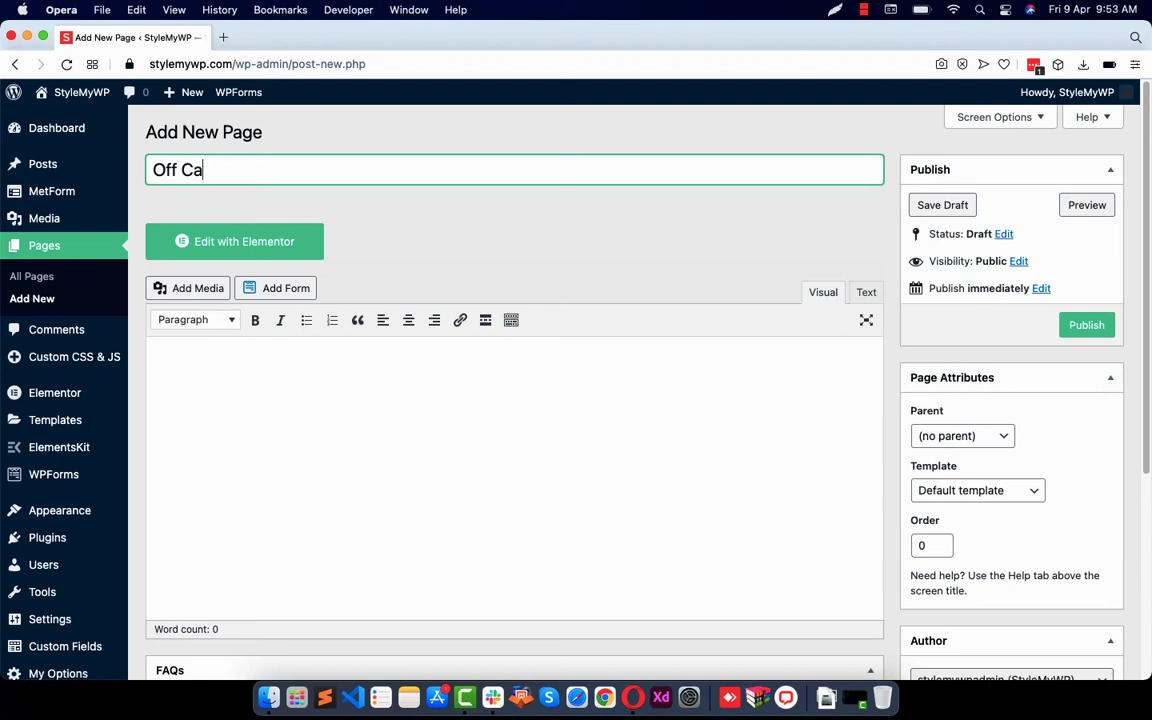 Opera File Edit View History Bookmarks Developer Window Help Fri 9 Apr 9:53 AM
Add New Page ‹ StyleMyWP —
stylemywp.com/wp-admin/post-new.php 1
StyleMyWP 0 New WPForms Howdy, StyleMyWP
Screen Options Help
Dashboard
Posts
MetForm
Media
Pages
All Pages
Add New
Comments
Custom CSS & JS
Elementor
Templates
ElementsKit
WPForms
Appearance
Plugins
Users
Tools
Settings
Custom Fields
My Options
Add New Page
Off Ca
Edit with Elementor
Add Media Add Form Visual Text
Paragraph
Word count: 0
FAQs
Publish
Save Draft Preview
Status: Draft Edit
Visibility: Public Edit
Publish immediately Edit
Publish
Page Attributes
Parent
(no parent)
Template
Default template
Order
0
Need help? Use the Help tab above the
screen title.
Author
stylemywpadmin (StyleMyWP)